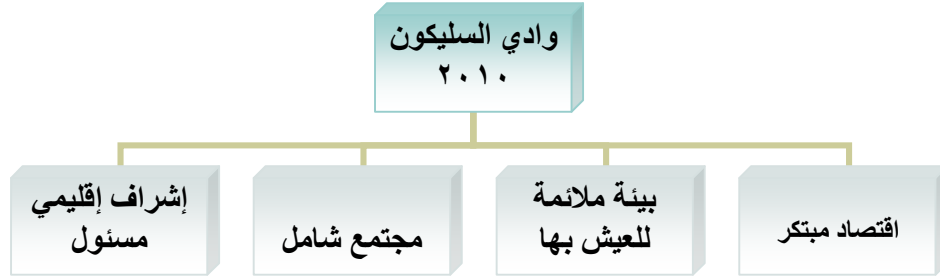 وادي السليكون
٢٠١٠
اقتصاد مبتكر
بيئة ملائمة
للعيش بها
مجتمع شامل
إشراف إقليمي
مسئول